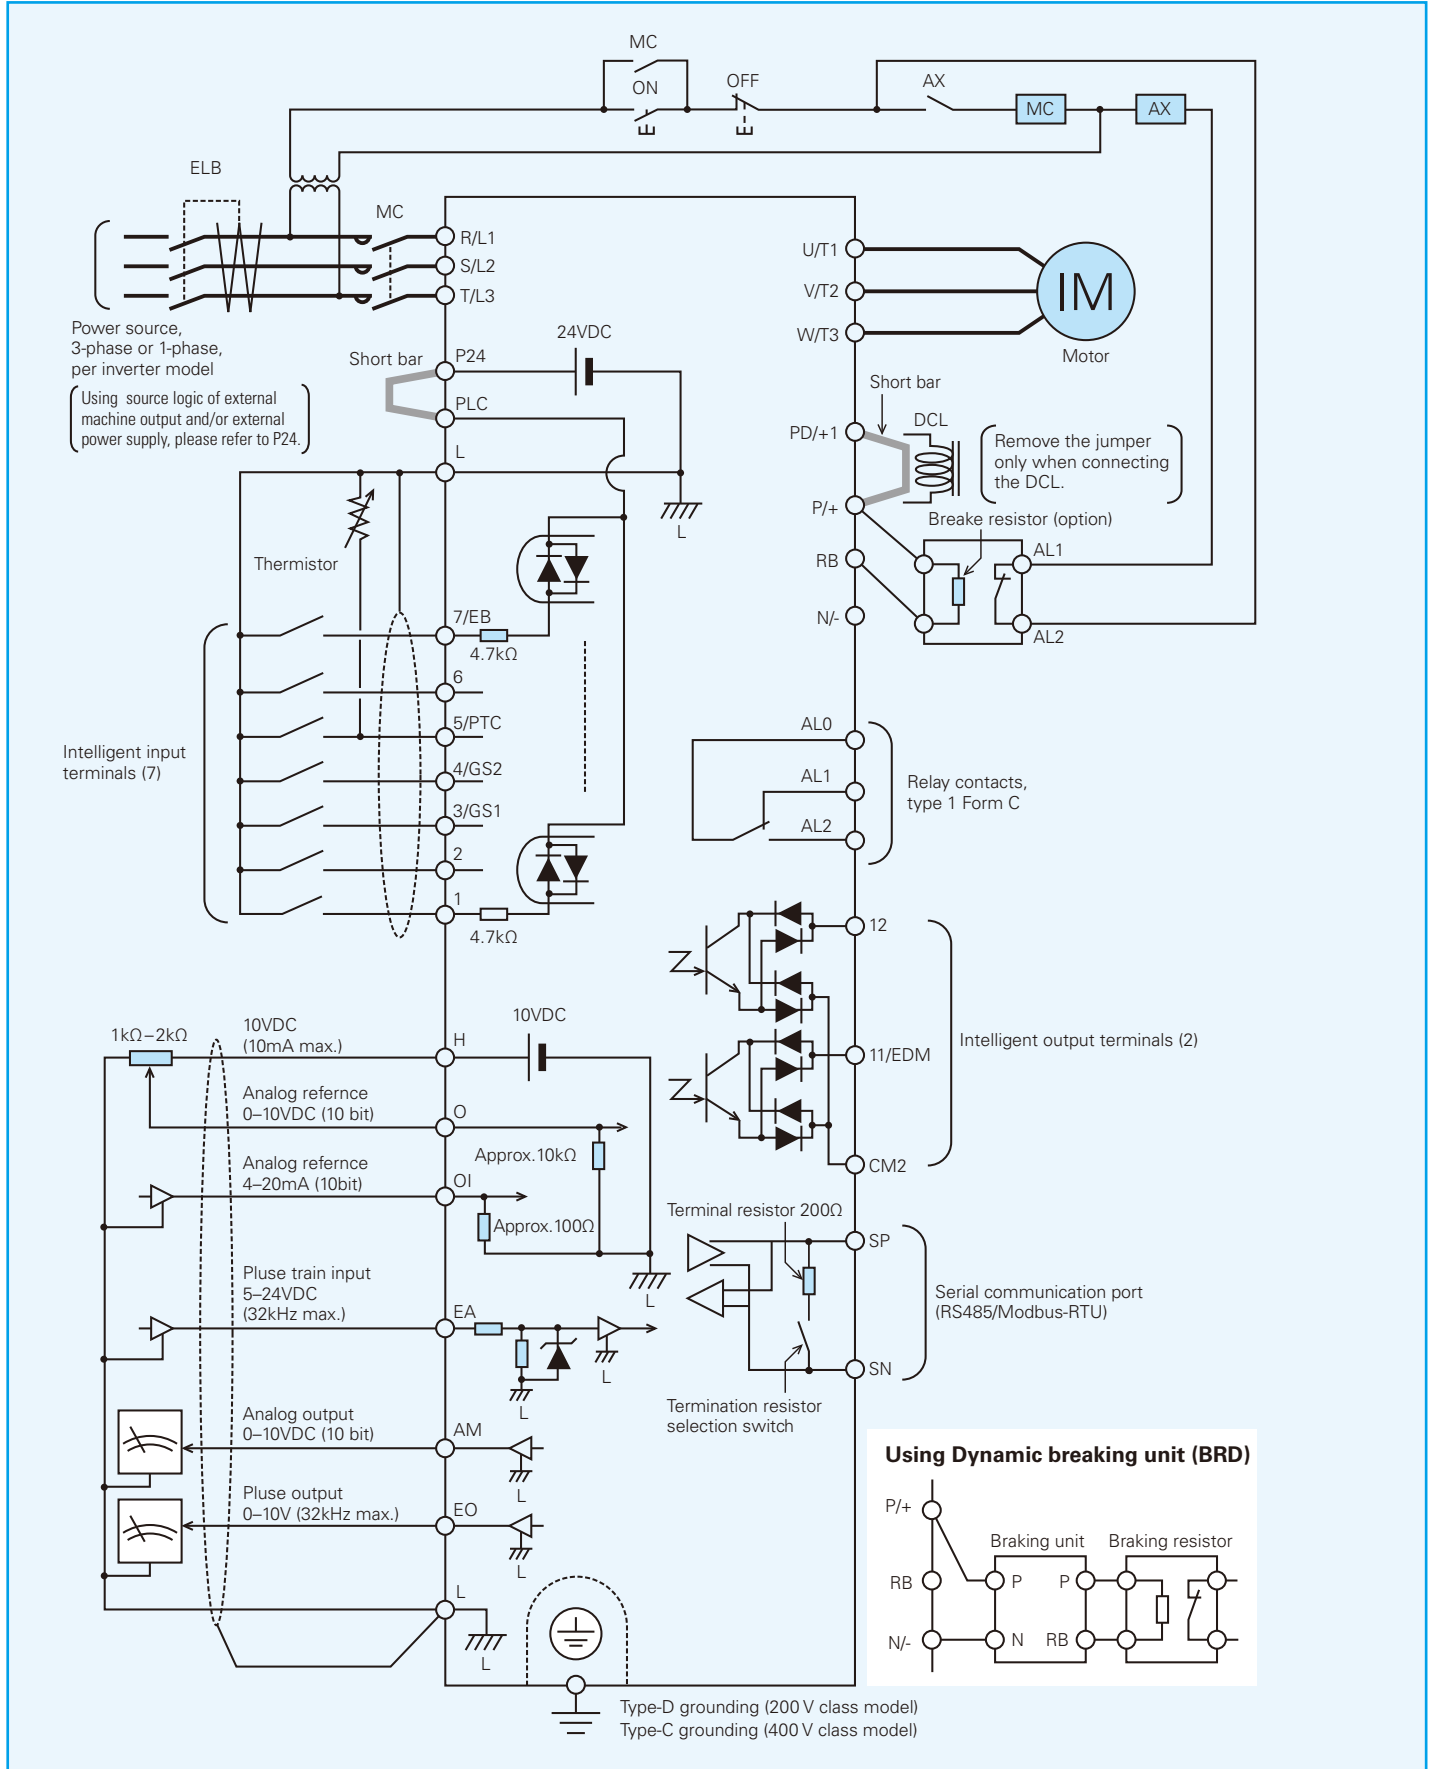 MC
ON
OFF
AX
MC
AX
ELB
MC
R/L1
S/L2
T/L3
U/T1
V/T2
W/T3
IM
Motor
Power source,
3-phase or 1-phase,
per inverter model
Using source logic of external
machine output and/or external
power supply, please refer to P24.
Short bar
P24
24VDC
PLC
L
L
Short bar
DCL
PD/+1
Remove the jumper
only when connecting
the DCL.
P/+
Breake resistor (option)
AL1
RB
AL2
N/-
Thermistor
7/EB
4.7kΩ
6
5/PTC
4/GS2
3/GS1
2
1
4.7kΩ
Intelligent input
terminals (7)
AL0
AL1
AL2
Relay contacts,
type 1 Form C
12
11/EDM
CM2
Intelligent output terminals (2)
1kΩ–2kΩ
10VDC
(10mA max.)
H
10VDC
Analog refernce
0–10VDC (10 bit)
O
Approx.10kΩ
Analog refernce
4–20mA (10bit)
OI
Approx.100Ω
L
Terminal resistor 200Ω
SP
Serial communication port
(RS485/Modbus-RTU)
SN
Termination resistor
selection switch
Pluse train input
5–24VDC
(32kHz max.)
EA
L
L
Analog output
0–10VDC (10 bit)
AM
L
Pluse output
0–10V (32kHz max.)
EO
L
L
L
Type-D grounding (200 V class model)
Type-C grounding (400 V class model)
Using Dynamic breaking unit (BRD)
P/+
Braking unit
Braking resistor
RB
P
P
N/-
N
RB